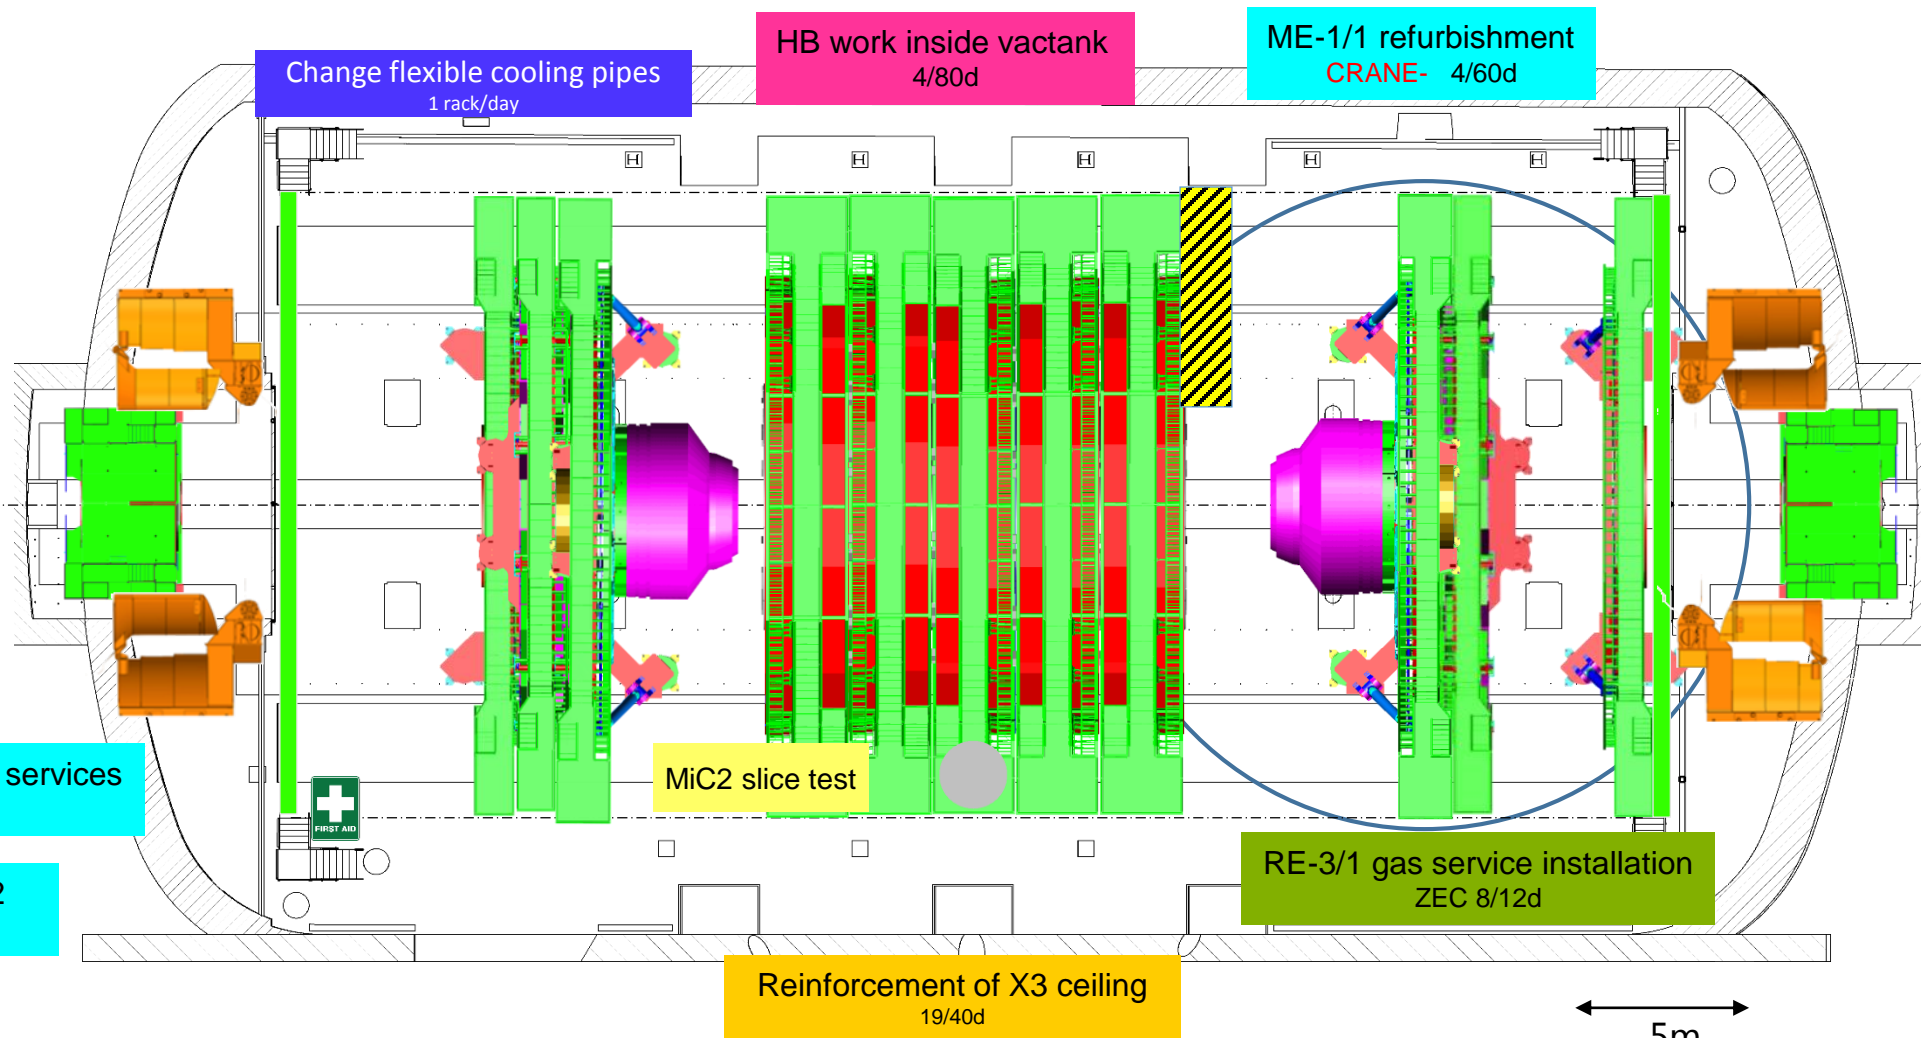 HB work inside vactank
4/80d
ME-1/1 refurbishment
CRANE- 4/60d
Change flexible cooling pipes
1 rack/day
H
H
H
H
H
services
MiC2 slice test
FIRST AID
2
RE-3/1 gas service installation
ZEC 8/12d
Reinforcement of X3 ceiling
19/40d
5m